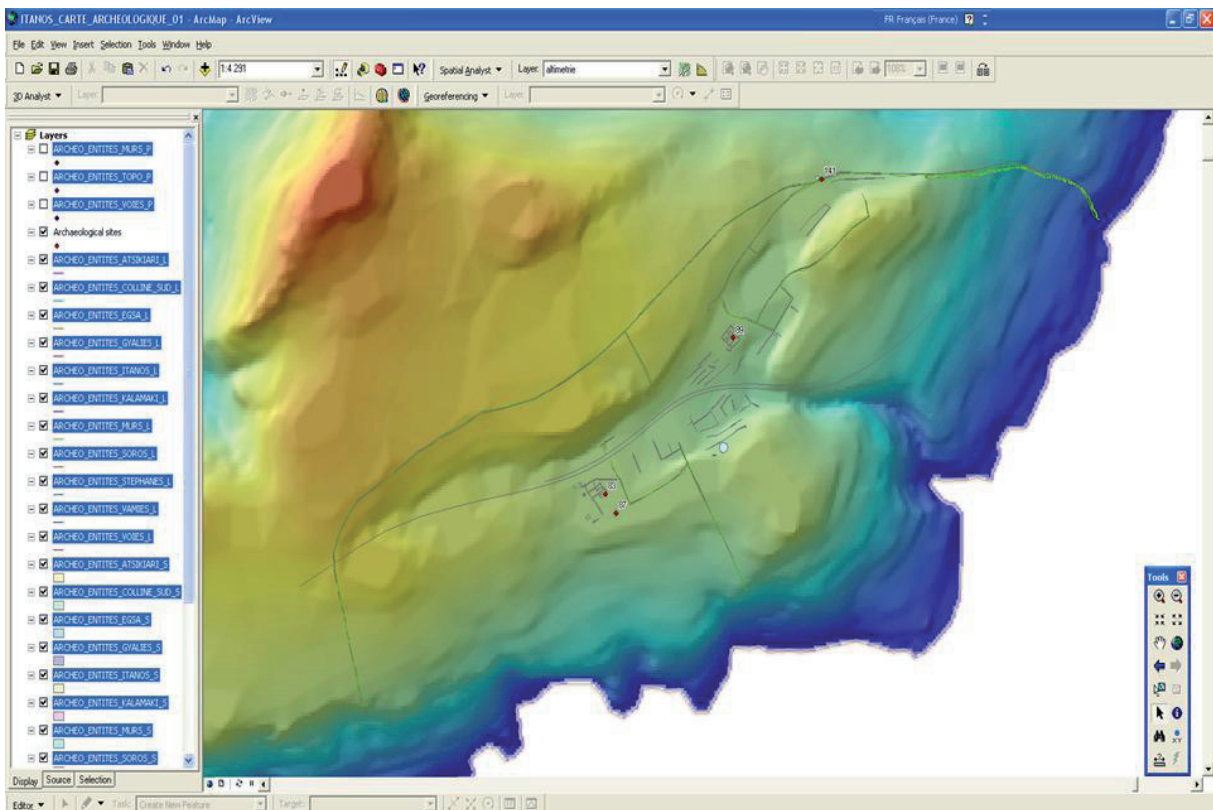 ITANOS_CARTE_ARCHEOLOGIQUE_01 - ArcMap - ArcView
FR Français (France)
File Edit View Insert Selection Tools Window Help
1:4 291
Spatial Analyst
Layer: altimetrie
100%
3D Analyst
Layer:
Georeferencing
Layer:
Layers
ARCHEO_ENTITES_MURS_P
ARCHEO_ENTITES_TOPO_P
ARCHEO_ENTITES_VOIES_P
Archaeological sites
ARCHEO_ENTITES_ATSIKIARI_L
ARCHEO_ENTITES_COLLINE_SUD_L
ARCHEO_ENTITES_EGSA_L
ARCHEO_ENTITES_GYALIES_L
ARCHEO_ENTITES_ITANOS_L
ARCHEO_ENTITES_KALAMAKI_L
ARCHEO_ENTITES_MURS_L
ARCHEO_ENTITES_SOROS_L
ARCHEO_ENTITES_STEPHANES_L
ARCHEO_ENTITES_VAMIES_L
ARCHEO_ENTITES_VOIES_L
ARCHEO_ENTITES_ATSIKIARI_S
ARCHEO_ENTITES_COLLINE_SUD_S
ARCHEO_ENTITES_EGSA_S
ARCHEO_ENTITES_GYALIES_S
ARCHEO_ENTITES_ITANOS_S
ARCHEO_ENTITES_KALAMAKI_S
ARCHEO_ENTITES_MURS_S
ARCHEO_ENTITES_SOROS_S
141
83
Tools
XY
Display Source Selection
Editor
Task: Create New Feature
Target: